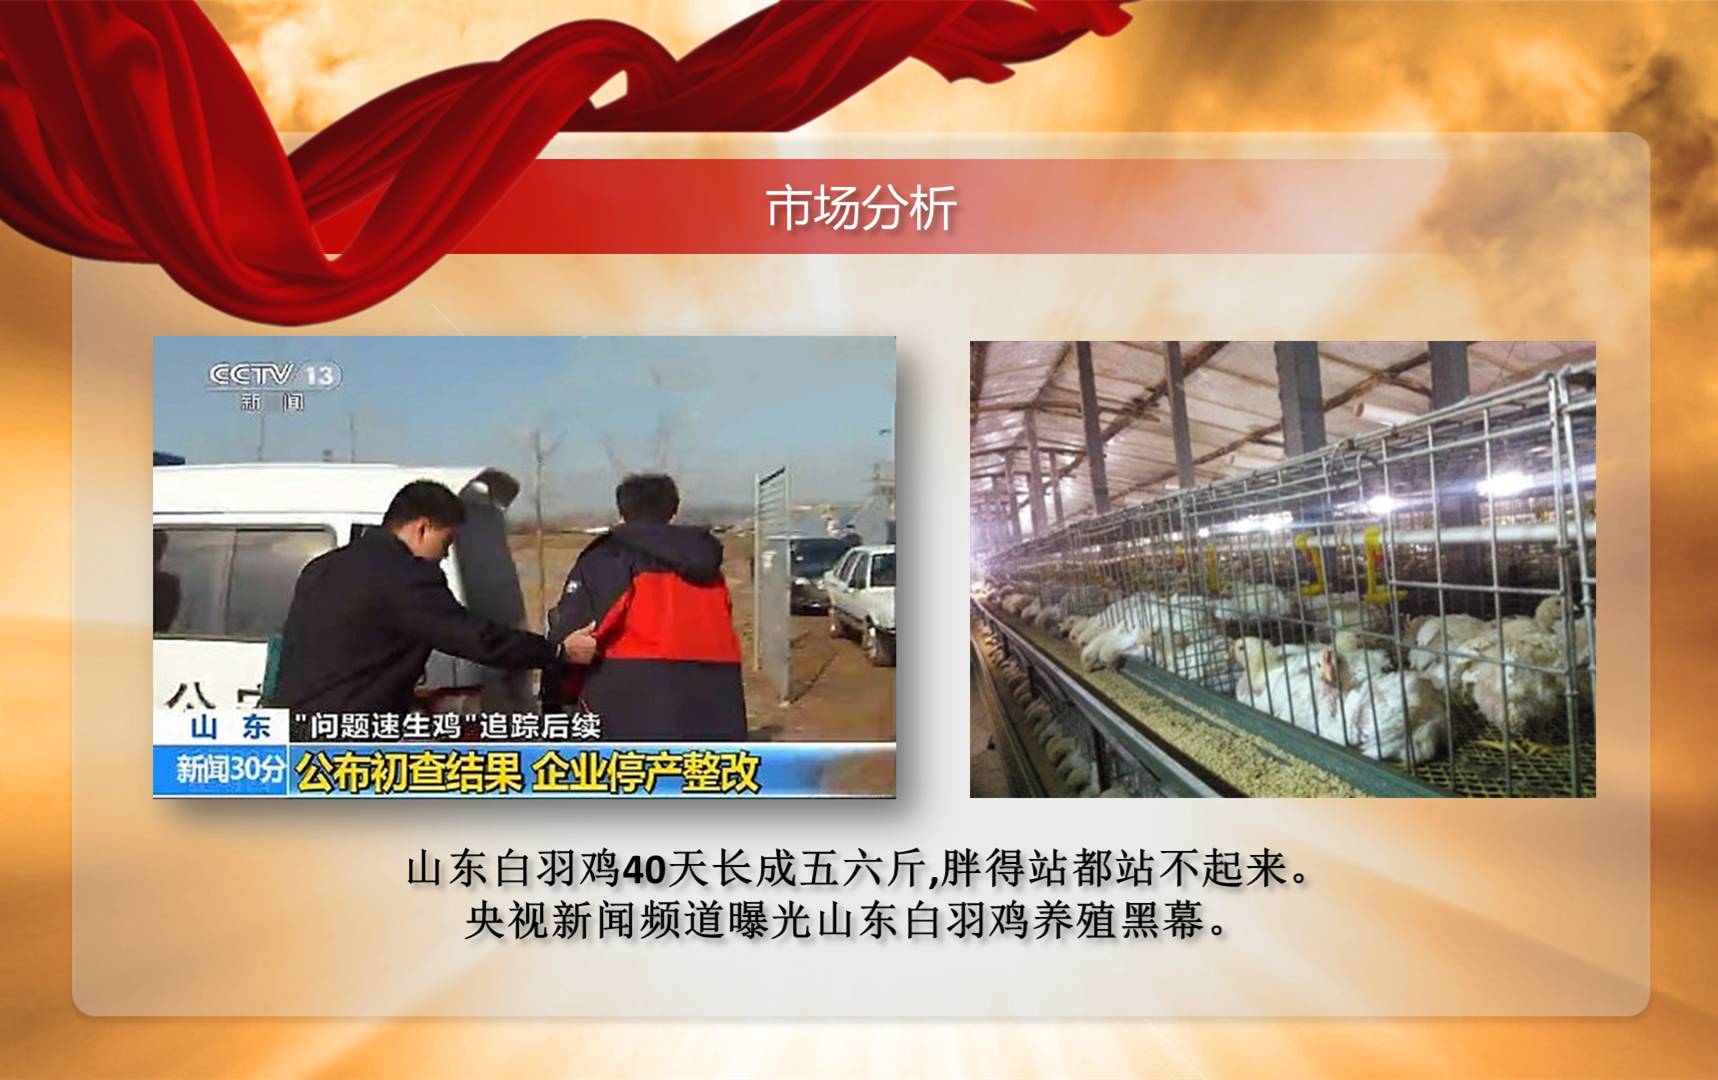 市场分析
CCTV 13
新 闻
公
山 东
"问题速生鸡"追踪后续
新闻30分
公布初查结果 企业停产整改
山东白羽鸡40天长成五六斤,胖得站都站不起来。
央视新闻频道曝光山东白羽鸡养殖黑幕。